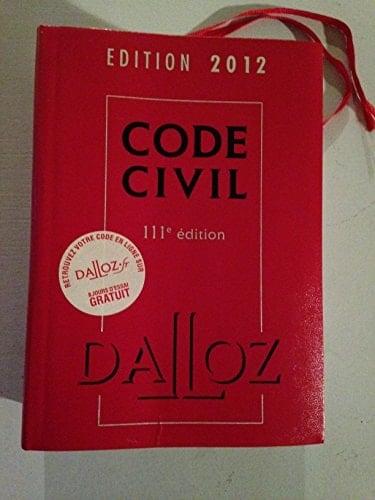 EDITION 2012
CODE
CIVIL
111e édition
RETROUVEZ VOTRE CODE EN LIGNE SUR
DALLOZ.fr
8 JOURS D'ESSAI
GRATUIT
DALLOZ